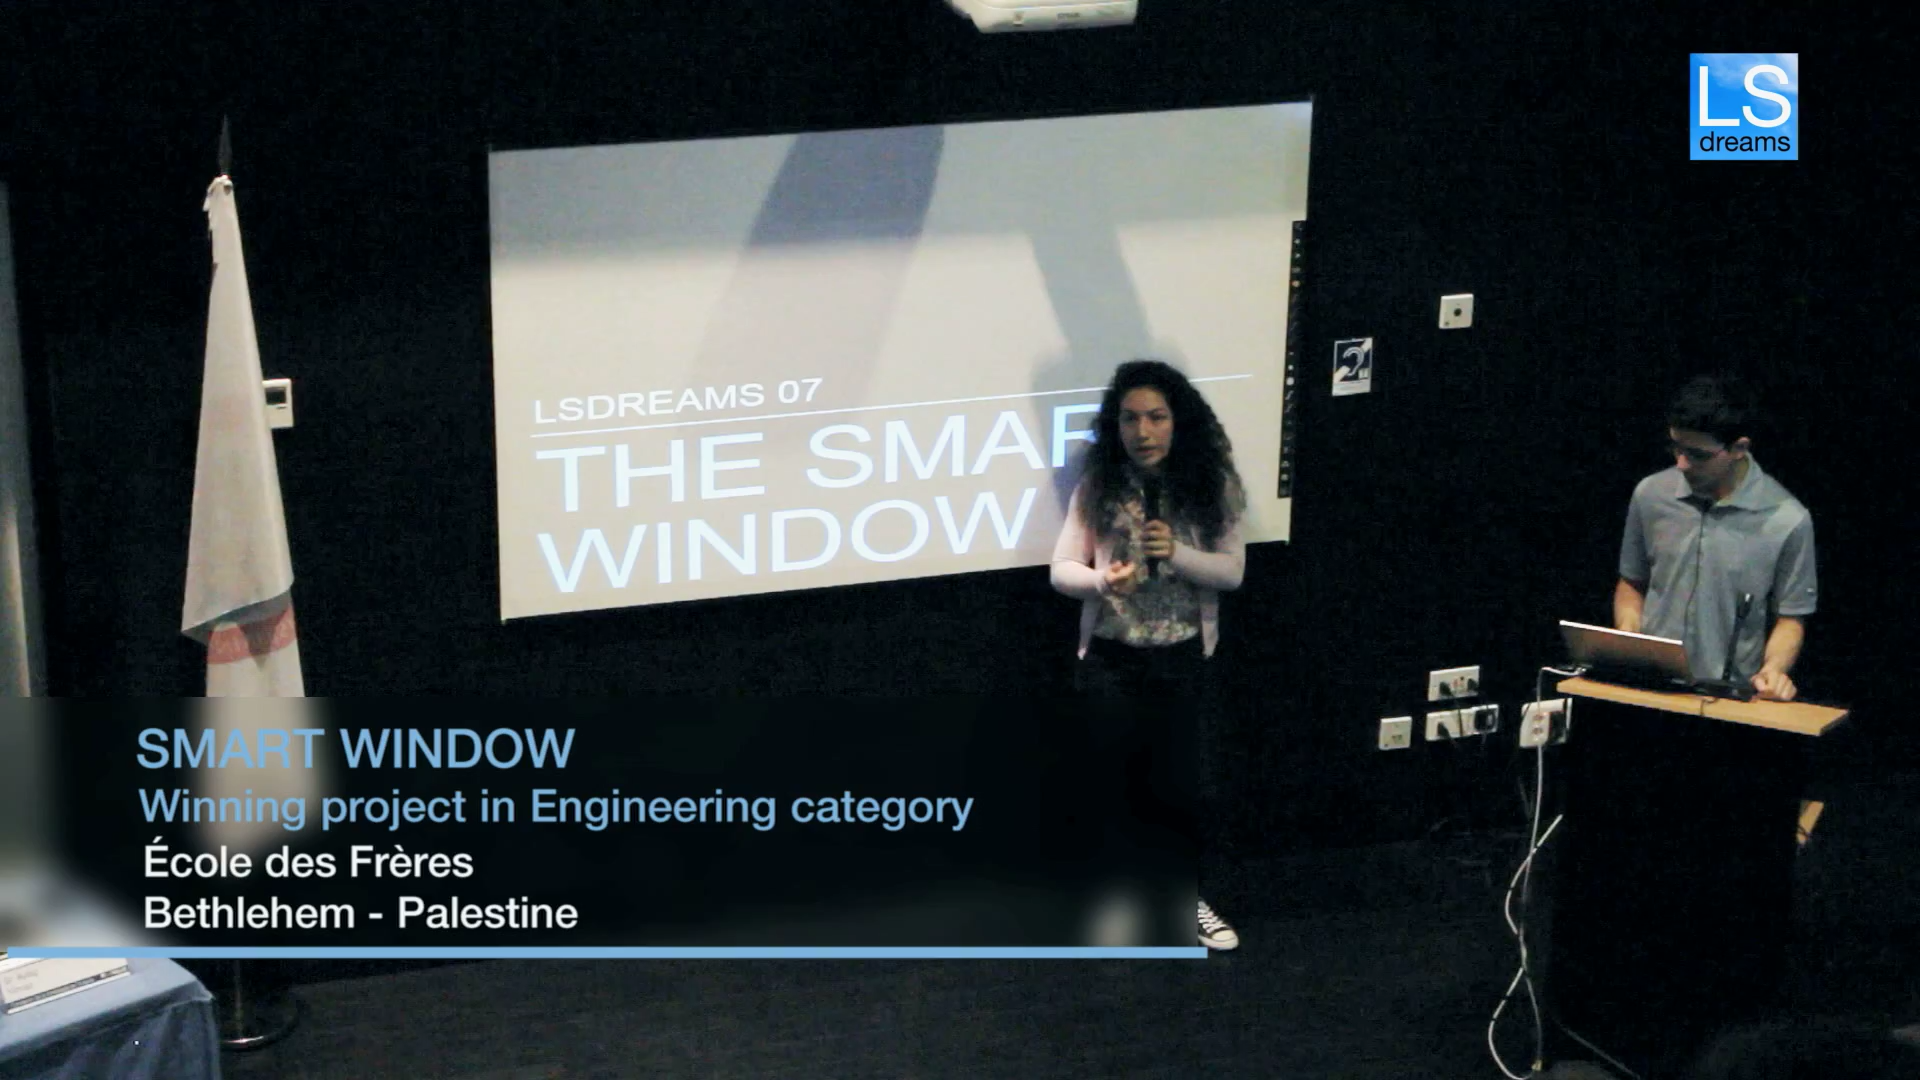 EPSON
LS
dreams
LSDREAMS 07
THE SMAR
WINDOW
SMART WINDOW
Winning project in Engineering category
École des Frères
Bethlehem - Palestine